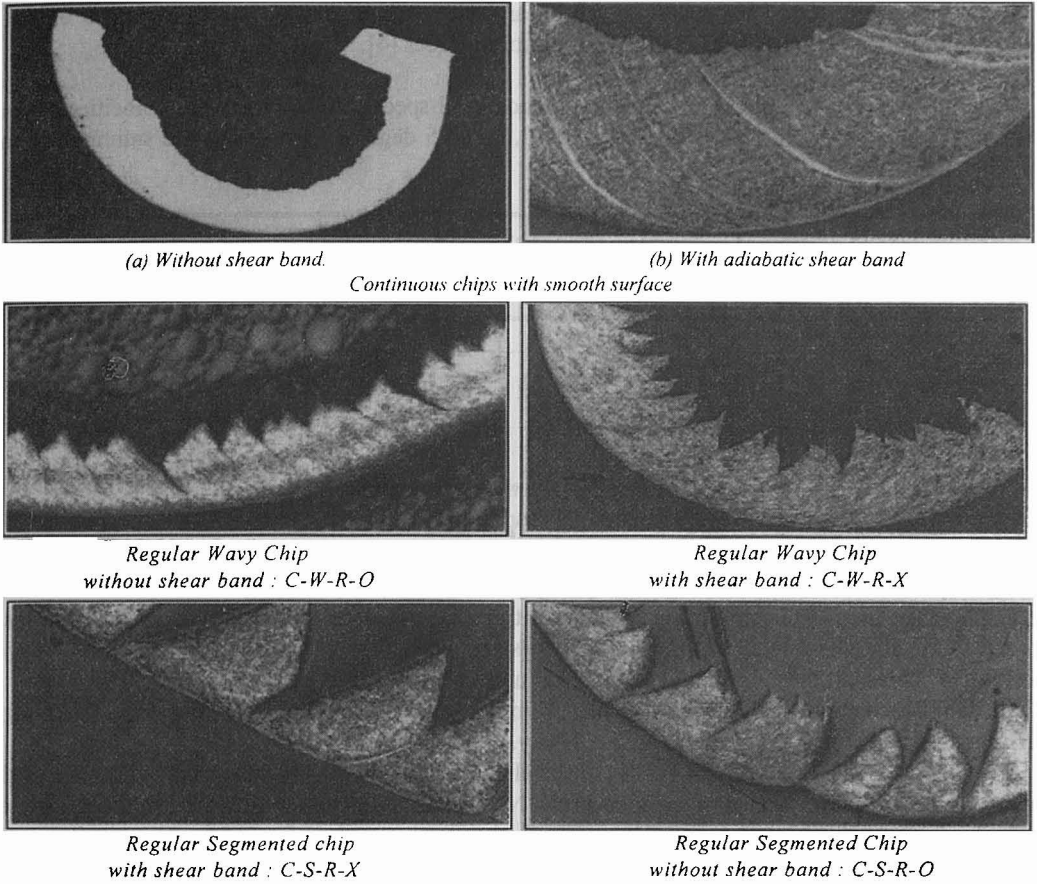 (a) Without shear band.
(b) With adiabatic shear band
Continuous chips with smooth surface
Regular Wavy Chip
without shear band : C-W-R-O
Regular Wavy Chip
with shear band : C-W-R-X
Regular Segmented chip
with shear band : C-S-R-X
Regular Segmented Chip
without shear band : C-S-R-O